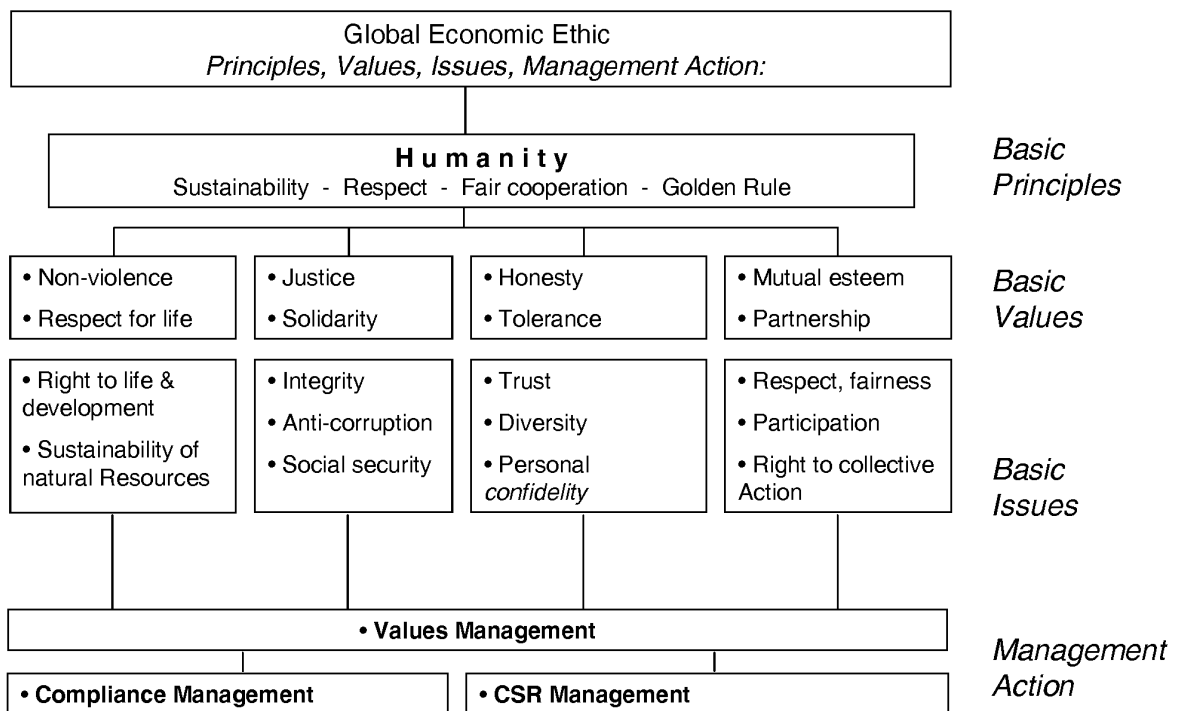 Global Economic Ethic
Principles, Values, Issues, Management Action:
Humanity
Sustainability - Respect - Fair cooperation - Golden Rule
Basic
Principles
• Non-violence
• Respect for life
• Justice
• Solidarity
• Honesty
• Tolerance
• Mutual esteem
• Partnership
Basic
Values
• Right to life &
development
• Sustainability of
natural Resources
• Integrity
• Anti-corruption
• Social security
• Trust
• Diversity
• Personal
confidelity
• Respect, fairness
• Participation
• Right to collective
Action
Basic
Issues
• Values Management
• Compliance Management
• CSR Management
Management
Action